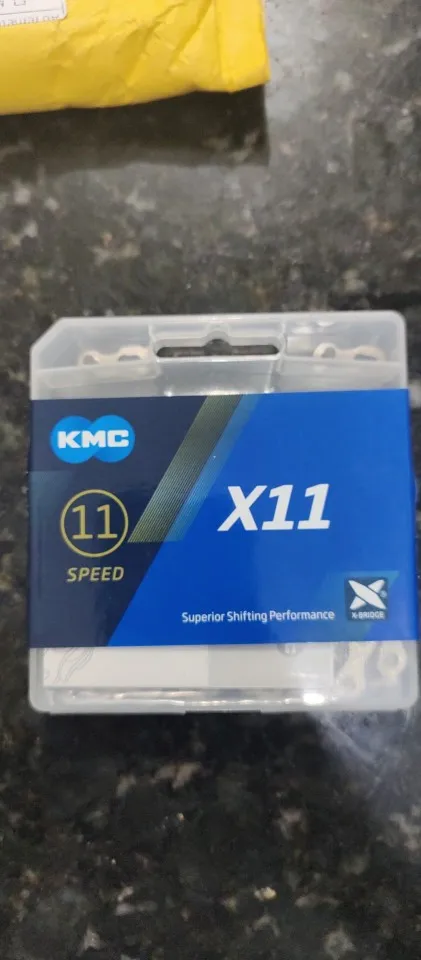 KMC
11
SPEED
X11
Superior Shifting Performance
X-BRIDGE
®